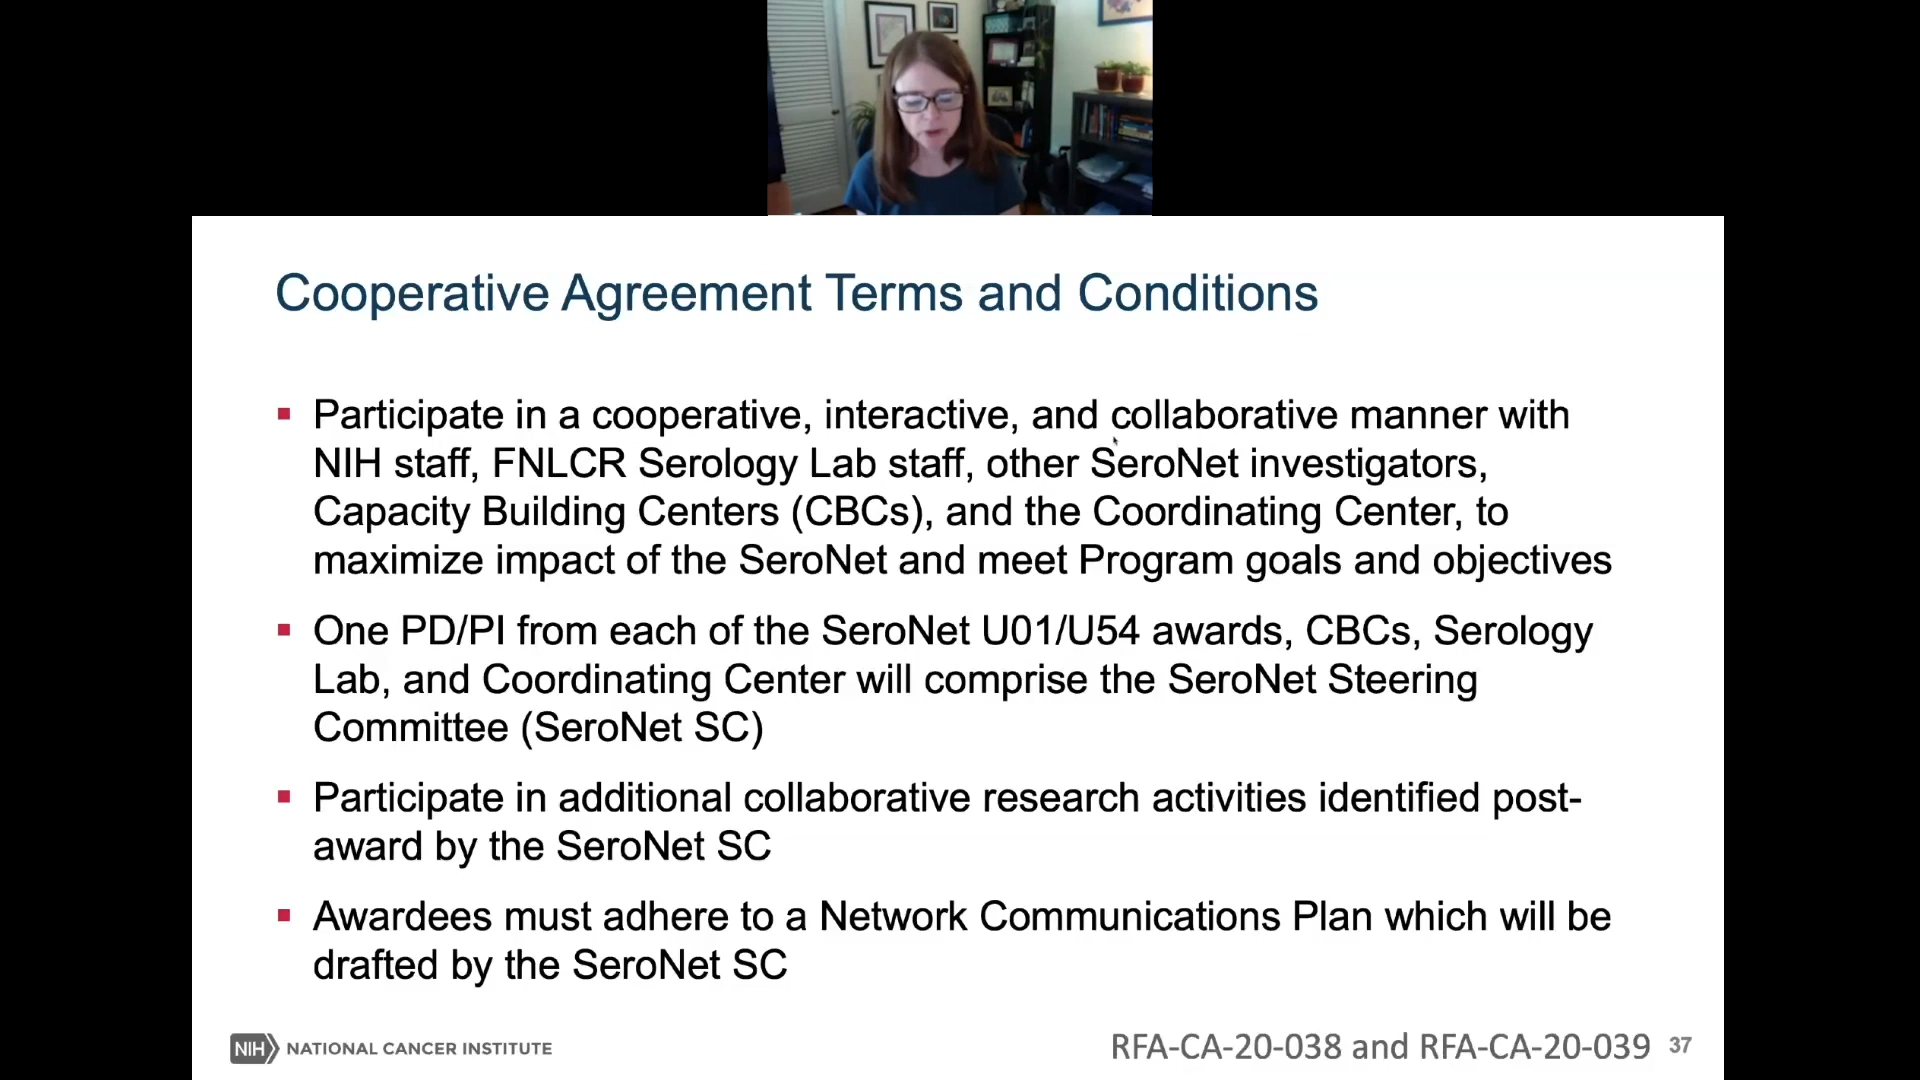 Cooperative Agreement Terms and Conditions
▪ Participate in a cooperative, interactive, and collaborative manner with
NIH staff, FNLCR Serology Lab staff, other SeroNet investigators,
Capacity Building Centers (CBCs), and the Coordinating Center, to
maximize impact of the SeroNet and meet Program goals and objectives
▪ One PD/PI from each of the SeroNet U01/U54 awards, CBCs, Serology
Lab, and Coordinating Center will comprise the SeroNet Steering
Committee (SeroNet SC)
▪ Participate in additional collaborative research activities identified post-
award by the SeroNet SC
▪ Awardees must adhere to a Network Communications Plan which will be
drafted by the SeroNet SC
NIH NATIONAL CANCER INSTITUTE
RFA-CA-20-038 and RFA-CA-20-039 37